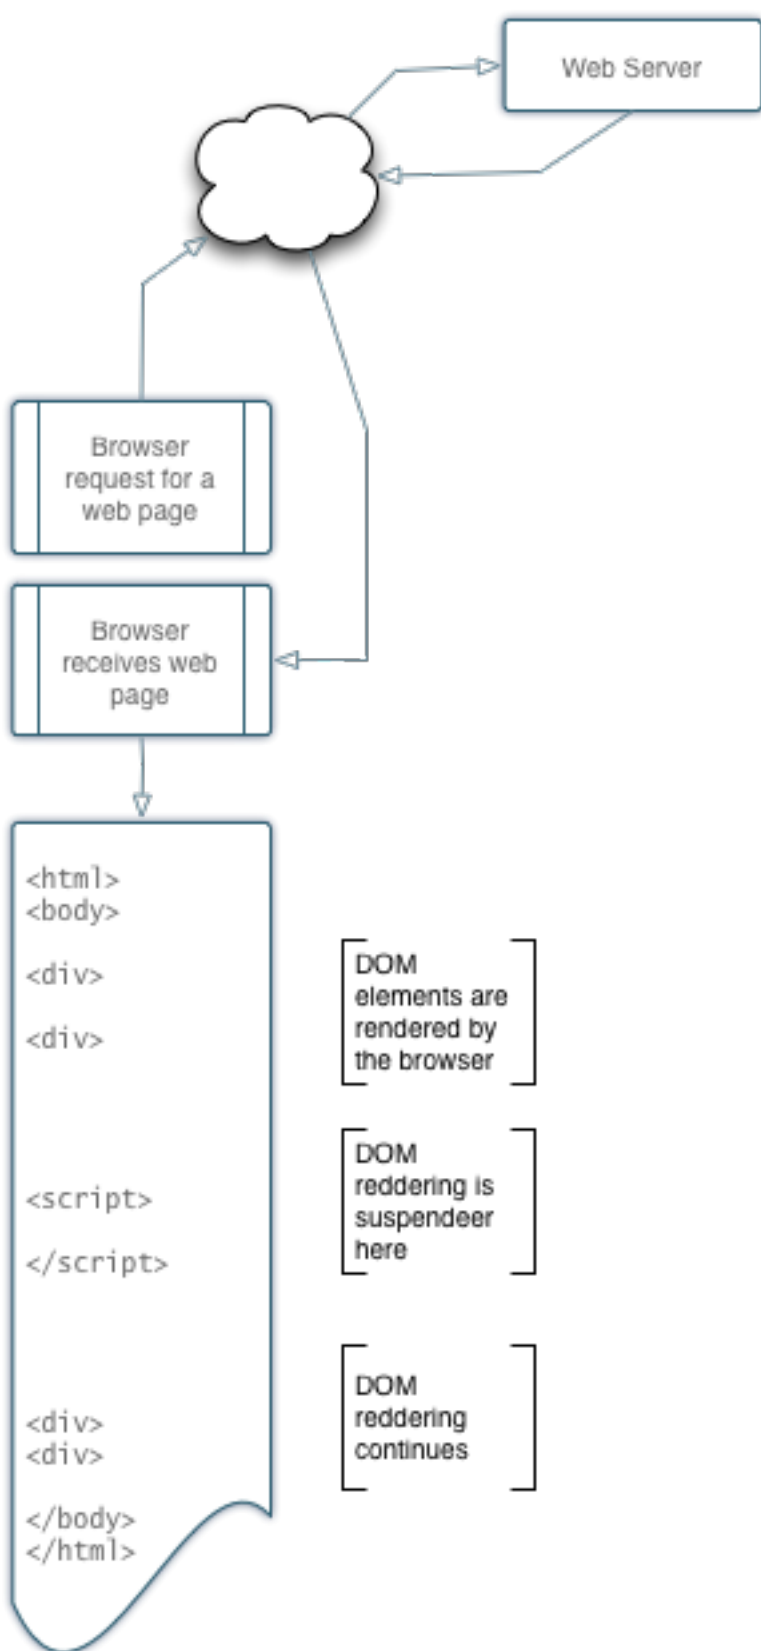 Web Server
Browser
request for a
web page
Browser
receives web
page
<html>
<body>
<div>
<div>
DOM
elements are
rendered by
the browser
<script>
</script>
DOM
reddering is
suspendeer
here
<div>
<div>
DOM
reddering
continues
</body>
</html>